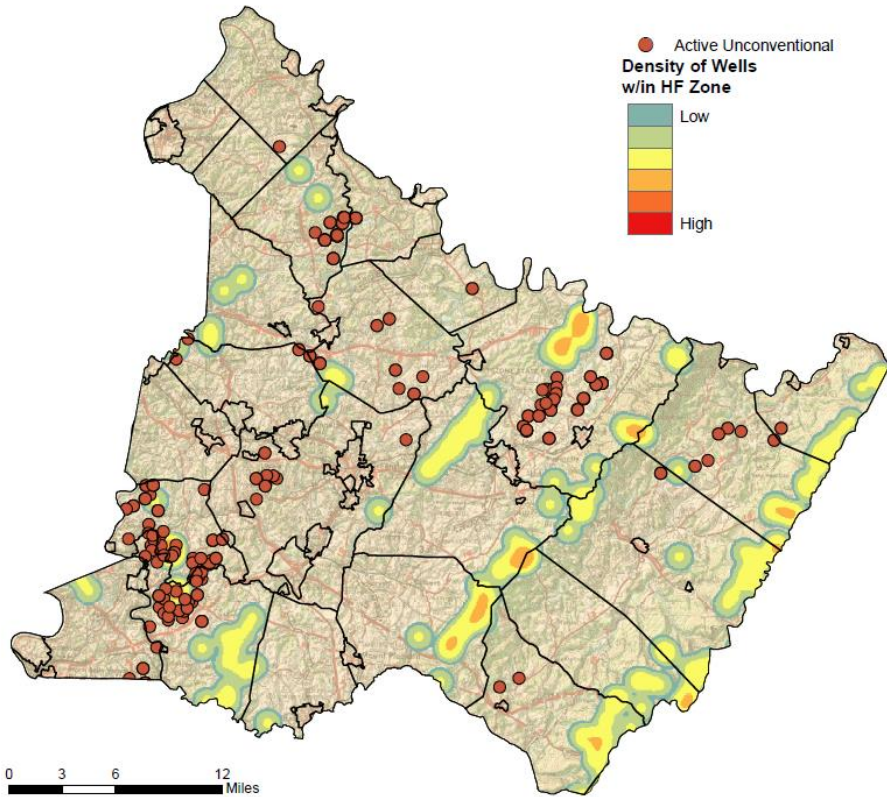 Active Unconventional
Density of Wells
w/in HF Zone
Low
High
0 3 6 12
Miles